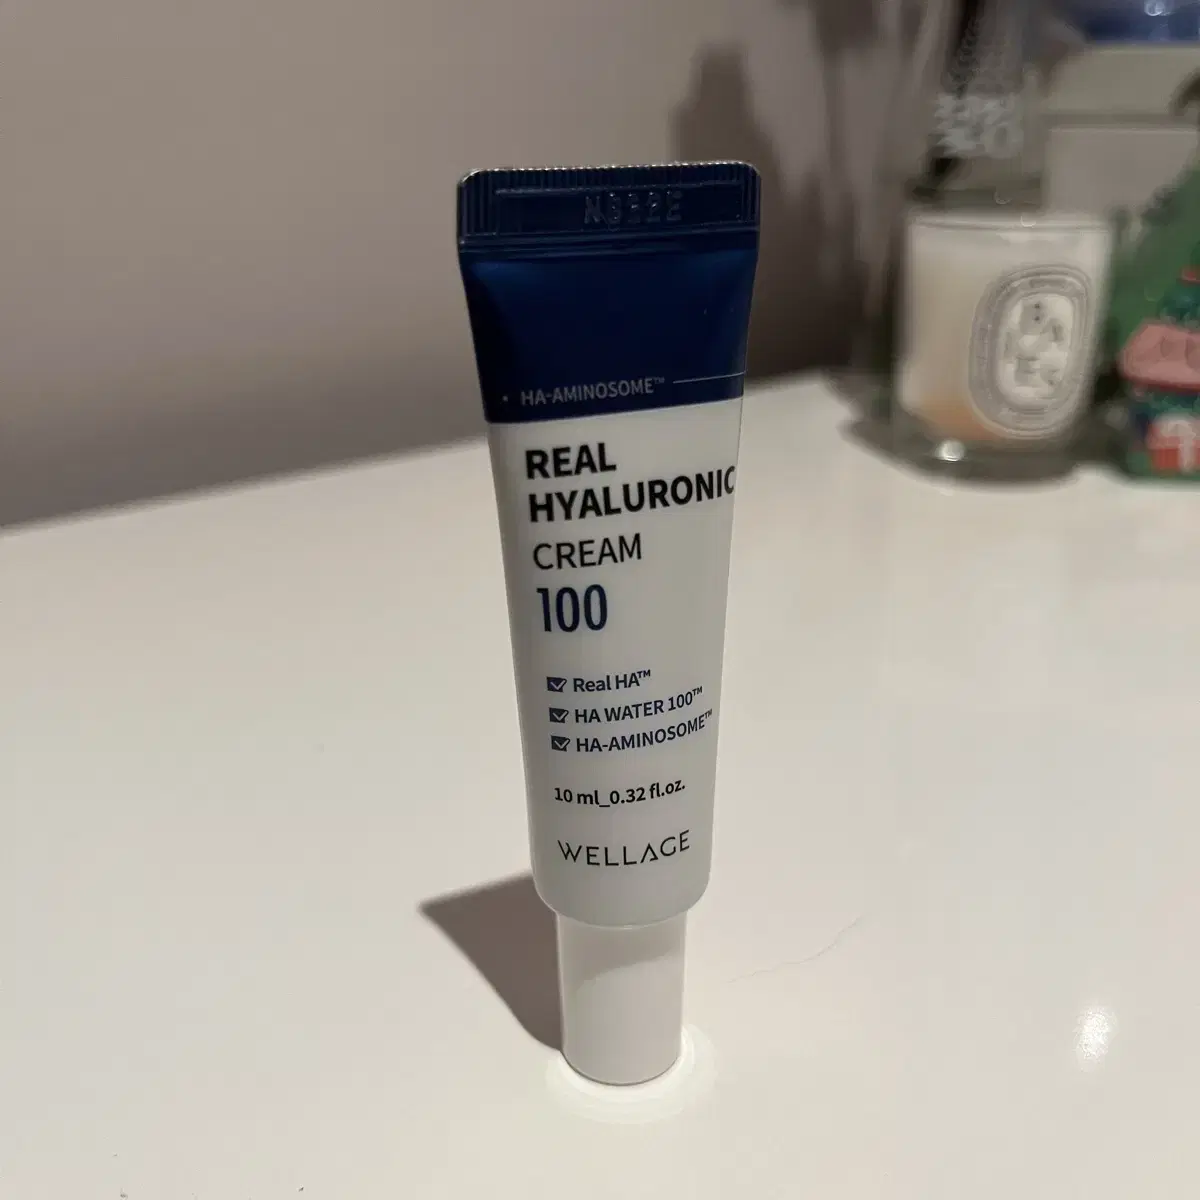 HA-AMINOSOME™
REAL
HYALURONIC
CREAM
100
Real HA™
HA WATER 100™
HA-AMINOSOME™
10 ml_0.32 fl.oz.
WELLAGE
BAIES